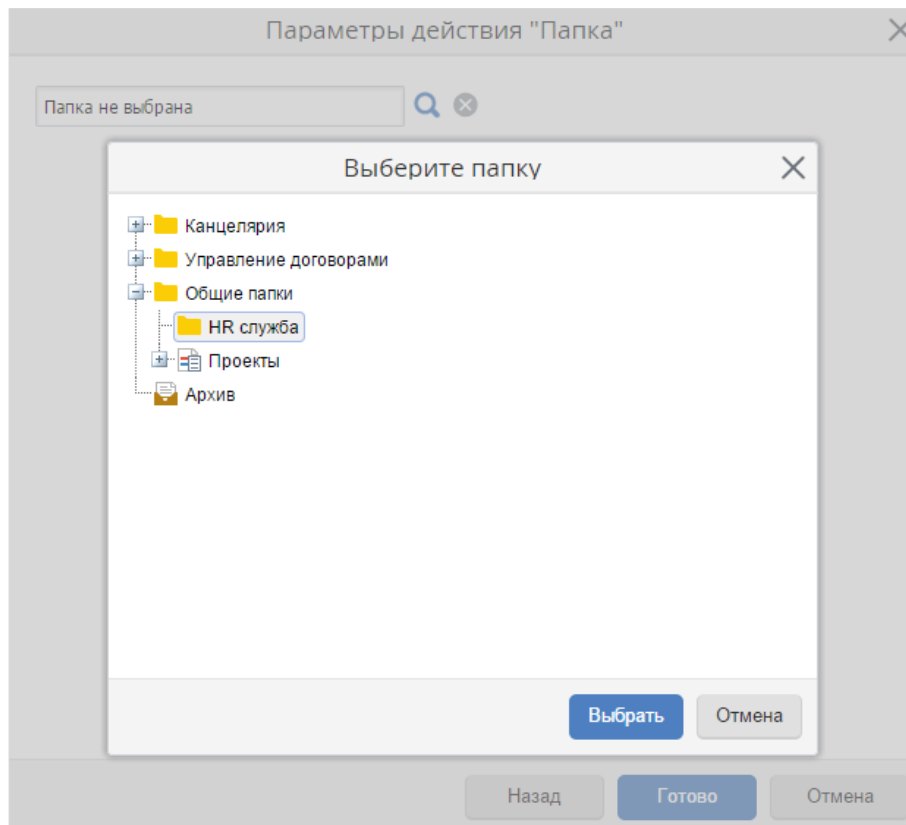 Параметры действия "Папка"
Папка не выбрана
Выберите папку
Канцелярия
Управление договорами
Общие папки
HR служба
Проекты
Архив
Выбрать Отмена
Назад Готово Отмена